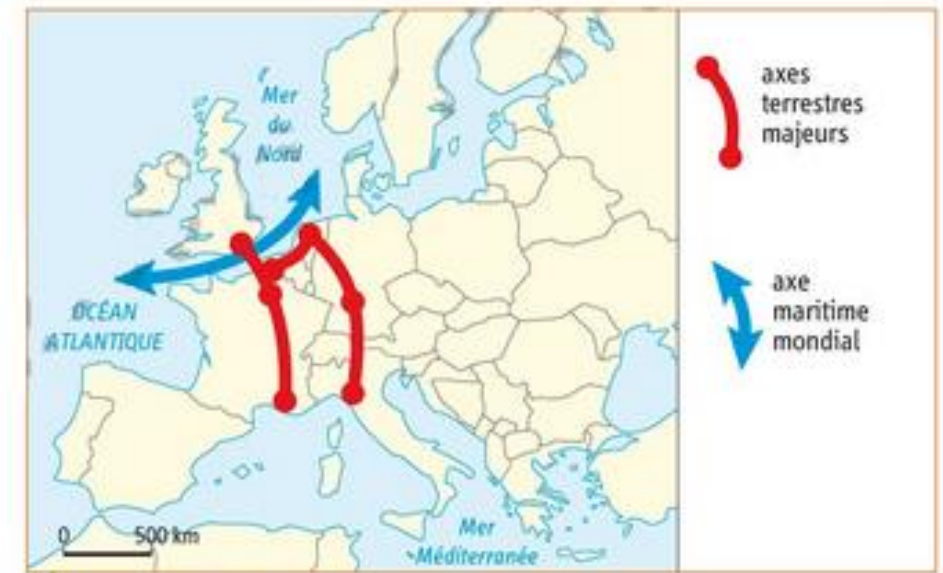 Mer
du
Nord
OCÉAN
ATLANTIQUE
0 500 km
Mer
Méditerranée
axes
terrestres
majeurs
axe
maritime
mondial